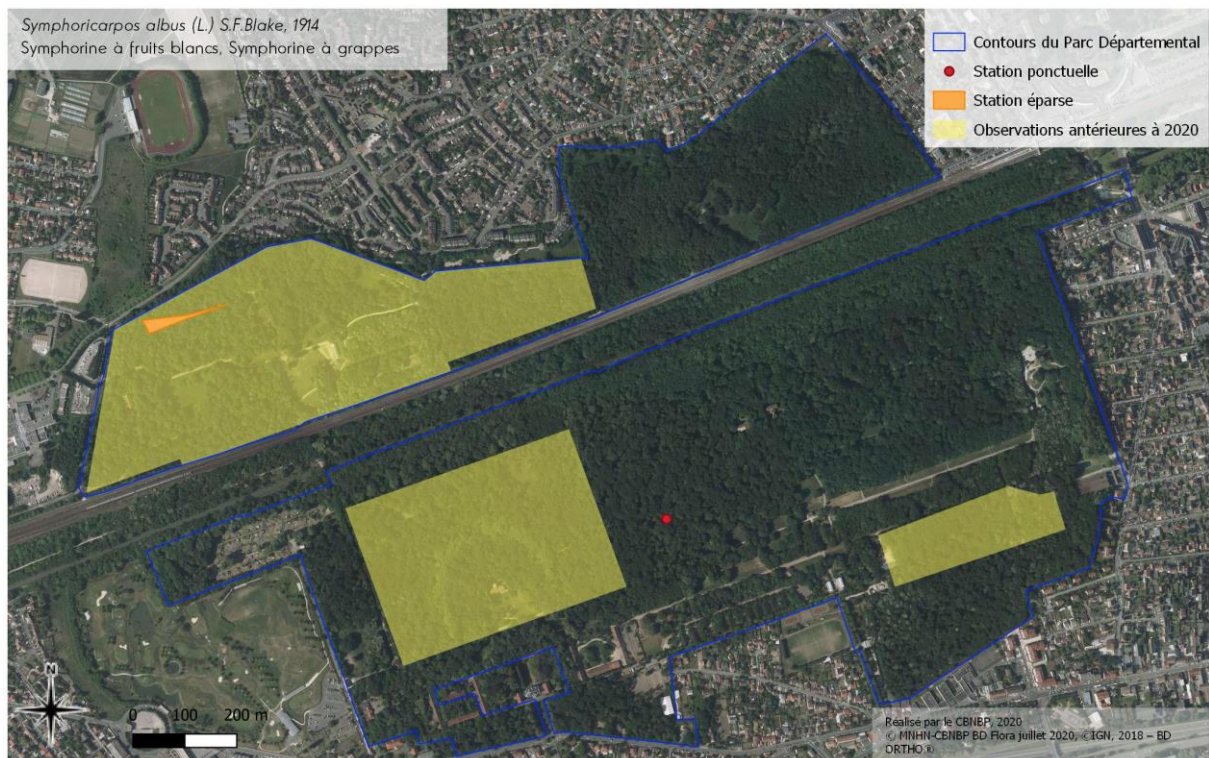 Symphoricarpos albus (L.) S.F.Blake, 1914
Symphorine à fruits blancs, Symphorine à grappes
Contours du Parc Départemental
Station ponctuelle
Station éparse
Observations antérieures à 2020
N
0 100 200 m
Réalisé par le CBNBP, 2020
© MNHN-CBNBP BD Flora juillet 2020, ©IGN, 2018 – BD
ORTHO ®